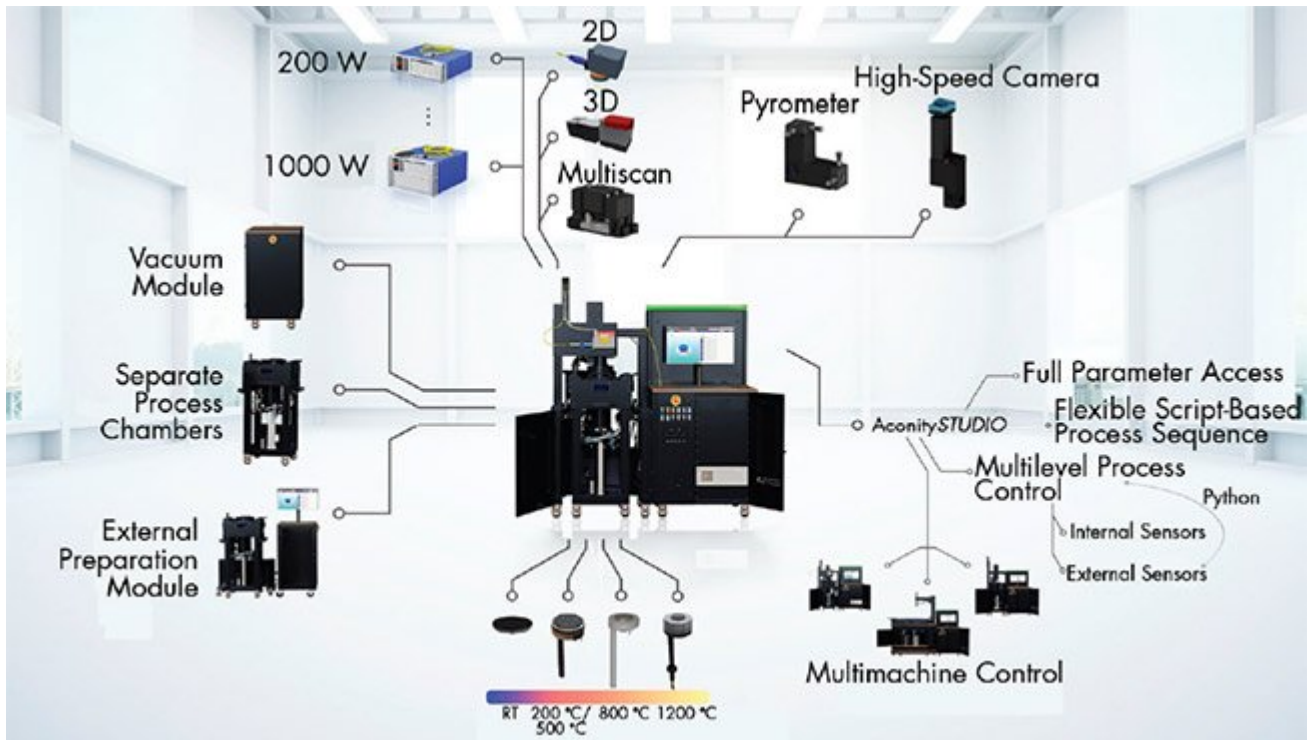 200 W
1000 W
2D
3D
Multiscan
Pyrometer
High-Speed Camera
Vacuum
Module
Separate
Process
Chambers
External
Preparation
Module
AconitySTUDIO
Full Parameter Access
Flexible Script-Based
Process Sequence
Multilevel Process
Control
Python
Internal Sensors
External Sensors
Multimachine Control
RT
200 °C/
500 °C
800 °C
1200 °C